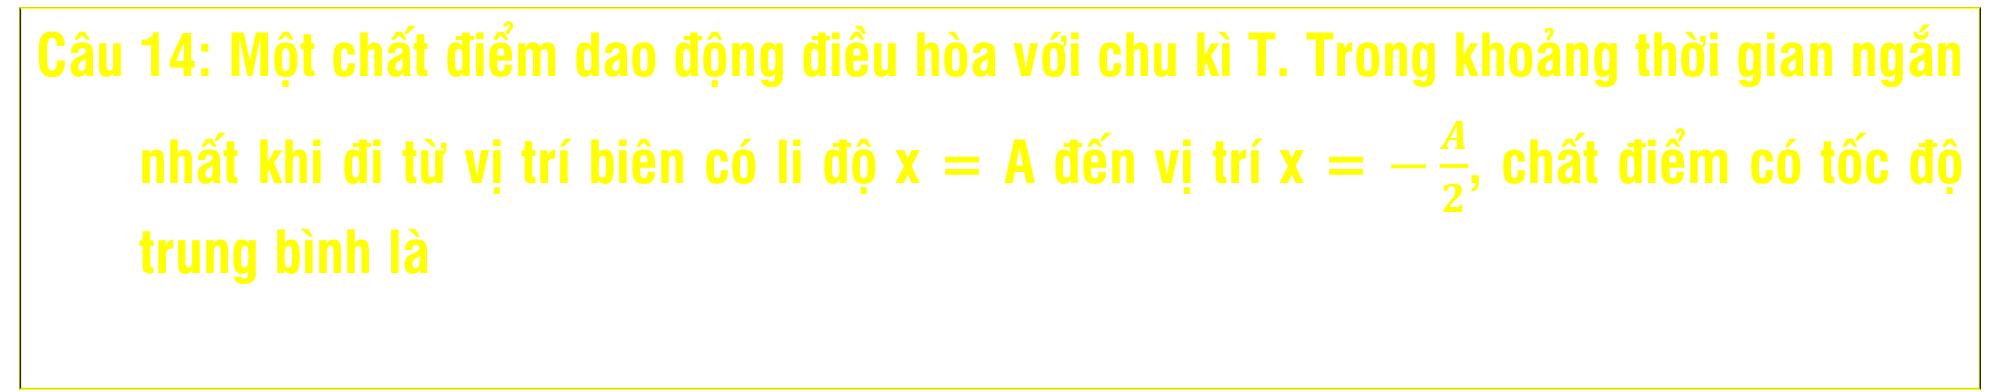 Câu 14: Một chất điểm dao động điều hòa với chu kì T. Trong khoảng thời gian ngắn
nhất khi đi từ vị trí biên có li độ x = A đến vị trí x = $-\frac{A}{2}$, chất điểm có tốc độ
trung bình là